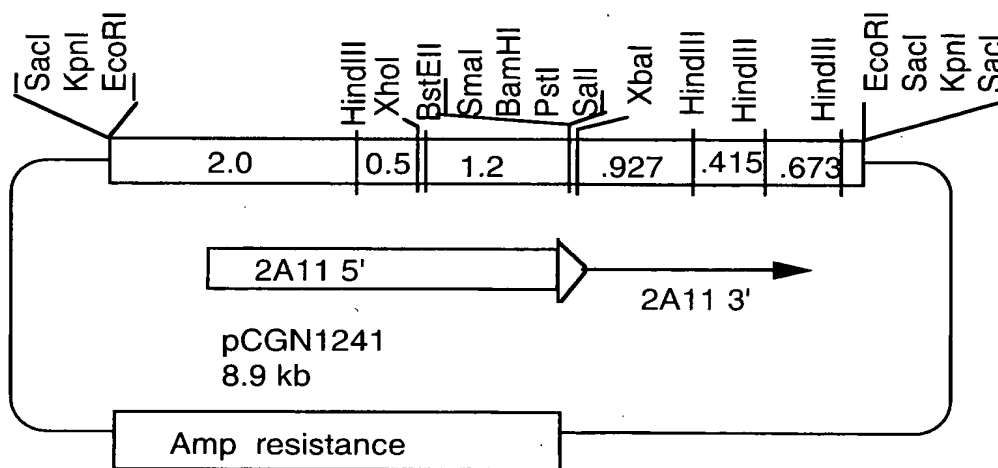 SacI
KpnI
EcoRI
HindIII
XhoI
BstEII
SmaI
BamHI
PstI
SalI
XbaI
HindIII
HindIII
HindIII
EcoRI
SacI
KpnI
SacI
2.0
0.5
1.2
.927
.415
.673
2A11 5'
2A11 3'
pCGN1241
8.9 kb
Amp resistance